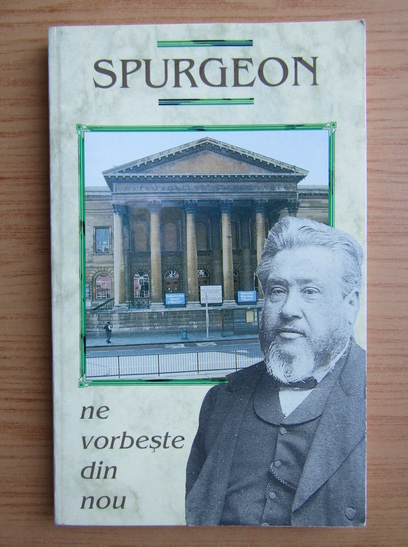 SPURGEON
ne
vorbește
din
nou